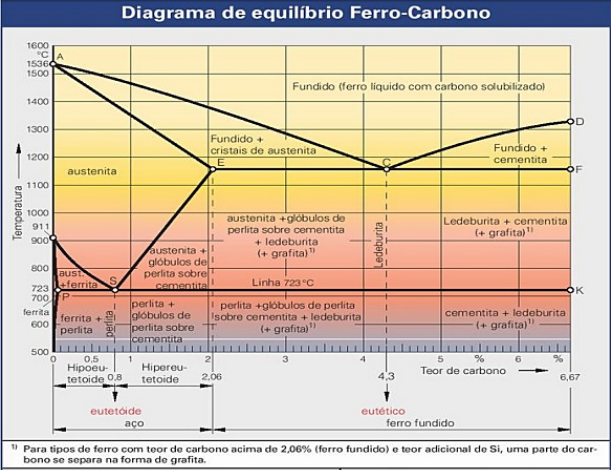 Diagrama de equilíbrio Ferro-Carbono
1600
°C
1536
1500
1400
1300
1200
1100
1000
911
900
800
723
700
600
500
Temperatura
A
D
E
C
F
S
P
K
Fundido (ferro líquido com carbono solubilizado)
Fundido +
cristais de austenita
Fundido +
cementita
austenita
austenita +glóbulos de
perlita sobre cementita
+ ledeburita
(+ grafita)¹⁾
Ledeburita
Ledeburita + cementita
(+ grafita)¹⁾
austenita +
glóbulos de
perlita sobre
cementita
aust.
+ferrita
Linha 723°C
ferrita
ferrita +
perlita
perlita
perlita +
glóbulos de
perlita sobre
cementita
perlita +glóbulos de perlita
sobre cementita + ledeburita
(+ grafita)¹⁾
cementita + ledeburita
(+ grafita)¹⁾
0 0,5 1 2 3 4 5 % 6 %
Teor de carbono
Hipoeu-
tetoide
0,8
Hipereu-
tetoide
2,06
4,3
6,67
eutetóide
eutético
aço
ferro fundido
¹⁾ Para tipos de ferro com teor de carbono acima de 2,06% (ferro fundido) e teor adicional de Si, uma parte do car-
bono se separa na forma de grafita.